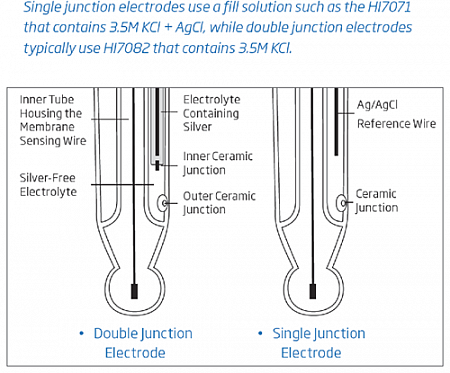 Single junction electrodes use a fill solution such as the HI7071
that contains 3.5M KCl + AgCl, while double junction electrodes
typically use HI7082 that contains 3.5M KCl.
Inner Tube
Housing the
Membrane
Sensing Wire
Silver-Free
Electrolyte
Electrolyte
Containing
Silver
Inner Ceramic
Junction
Outer Ceramic
Junction
Ag/AgCl
Reference Wire
Ceramic
Junction
• Double Junction
Electrode
• Single Junction
Electrode